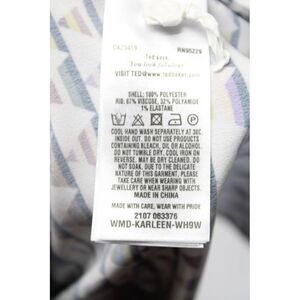 CA25459 RN95229
Ted says,
You look fabulous
VISIT TED@www.tedbaker.com
SHELL: 100% POLYESTER
RIB: 67% VISCOSE, 32% POLYAMIDE
1% ELASTANE
COOL HAND WASH SEPARATELY AT 30C.
INSIDE OUT. DO NOT USE PRODUCTS
CONTAINING BLEACH, OIL, OR ALCOHOL.
DO NOT TUMBLE DRY. COOL IRON ON
REVERSE. MAY BE DRY CLEANED. DO
NOT SOAK. DUE TO THE DELICATE
NATURE OF THIS GARMENT, PLEASE
TAKE CARE WHEN WEARING WITH
JEWELLERY OR NEAR SHARP OBJECTS.
MADE IN CHINA
MADE WITH CARE, WEAR WITH PRIDE
2107 083376
WMD-KARLEEN-WH9W